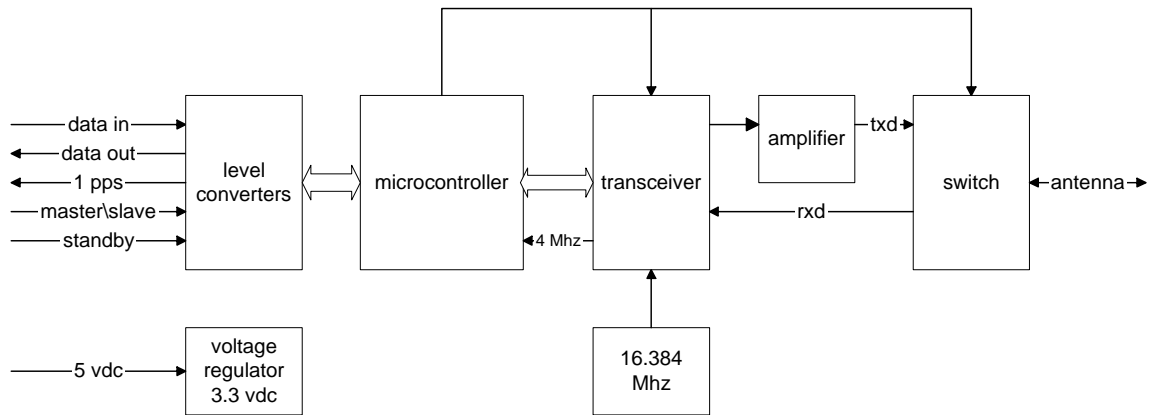 data in
data out
1 pps
master\slave
standby
level
converters
microcontroller
transceiver
4 Mhz
amplifier
txd
rxd
switch
antenna
5 vdc
voltage
regulator
3.3 vdc
16.384
Mhz